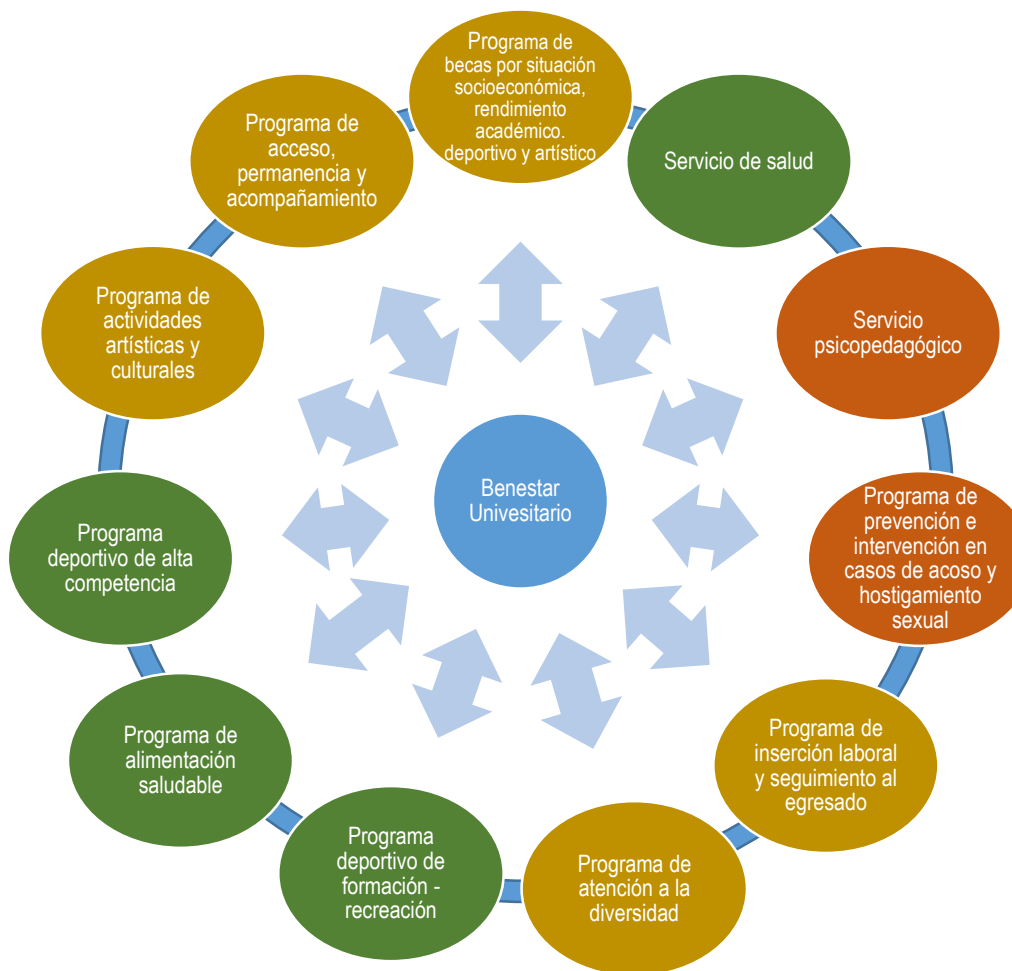 Programa de
becas por situación
socioeconómica,
rendimiento
académico.
deportivo y artístico
Servicio de salud
Servicio
psicopedagógico
Programa de
prevención e
intervención en
casos de acoso y
hostigamiento
sexual
Programa de
inserción laboral
y seguimiento al
egresado
Programa de
atención a la
diversidad
Programa
deportivo de
formación -
recreación
Programa de
alimentación
saludable
Programa
deportivo de alta
competencia
Programa de
actividades
artísticas y
culturales
Programa de
acceso,
permanencia y
acompañamiento
Benestar
Univesitario